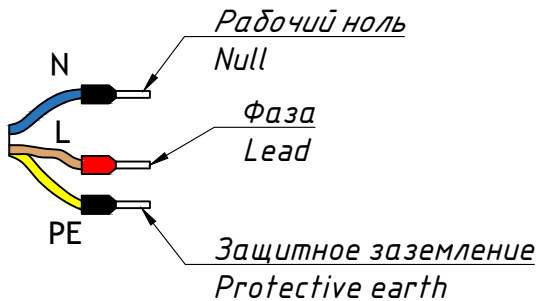 Рабочий ноль
Null
N
Фаза
Lead
L
PE
Защитное заземление
Protective earth